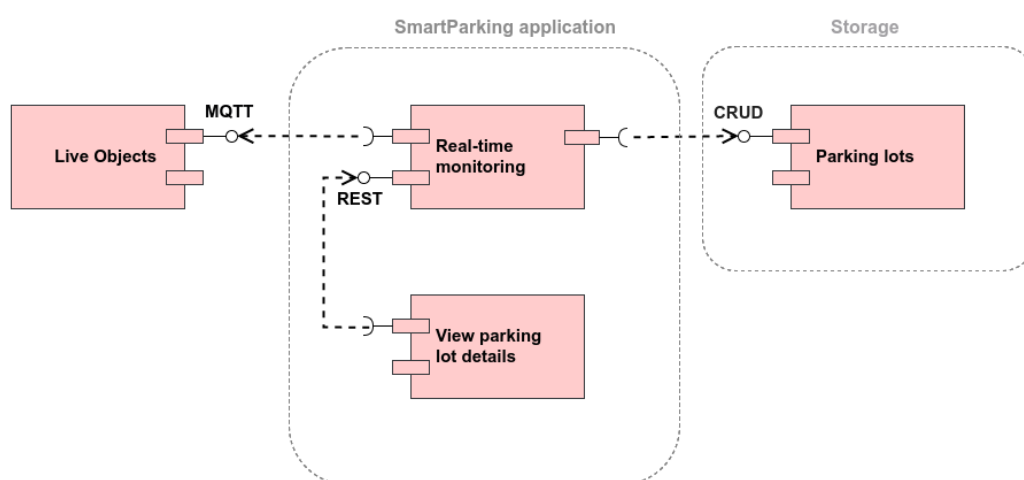 SmartParking application
Storage
MQTT
CRUD
Live Objects
Real-time
monitoring
Parking lots
REST
View parking
lot details